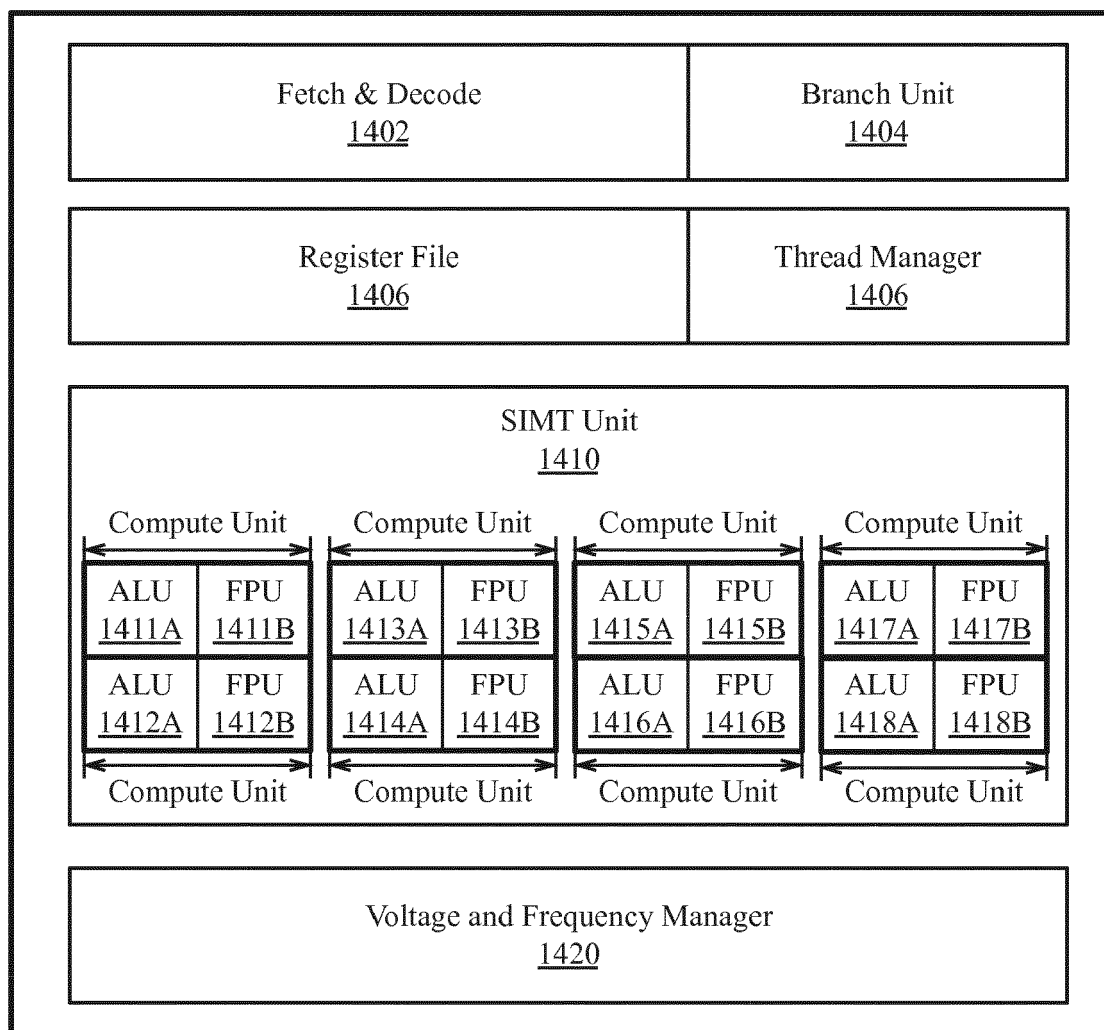 Fetch & Decode
1402
Branch Unit
1404
Register File
1406
Thread Manager
1406
SIMT Unit
1410
Compute Unit Compute Unit Compute Unit Compute Unit
ALU FPU ALU FPU ALU FPU ALU FPU
1411A 1411B 1413A 1413B 1415A 1415B 1417A 1417B
ALU FPU ALU FPU ALU FPU ALU FPU
1412A 1412B 1414A 1414B 1416A 1416B 1418A 1418B
Compute Unit Compute Unit Compute Unit Compute Unit
Voltage and Frequency Manager
1420